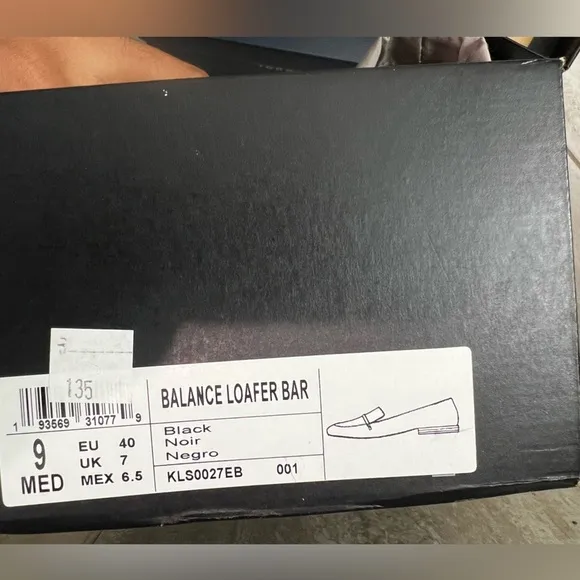 135
1 93569 31077 9
9
MED
EU 40
UK 7
MEX 6.5
BALANCE LOAFER BAR
Black
Noir
Negro
KLS0027EB 001